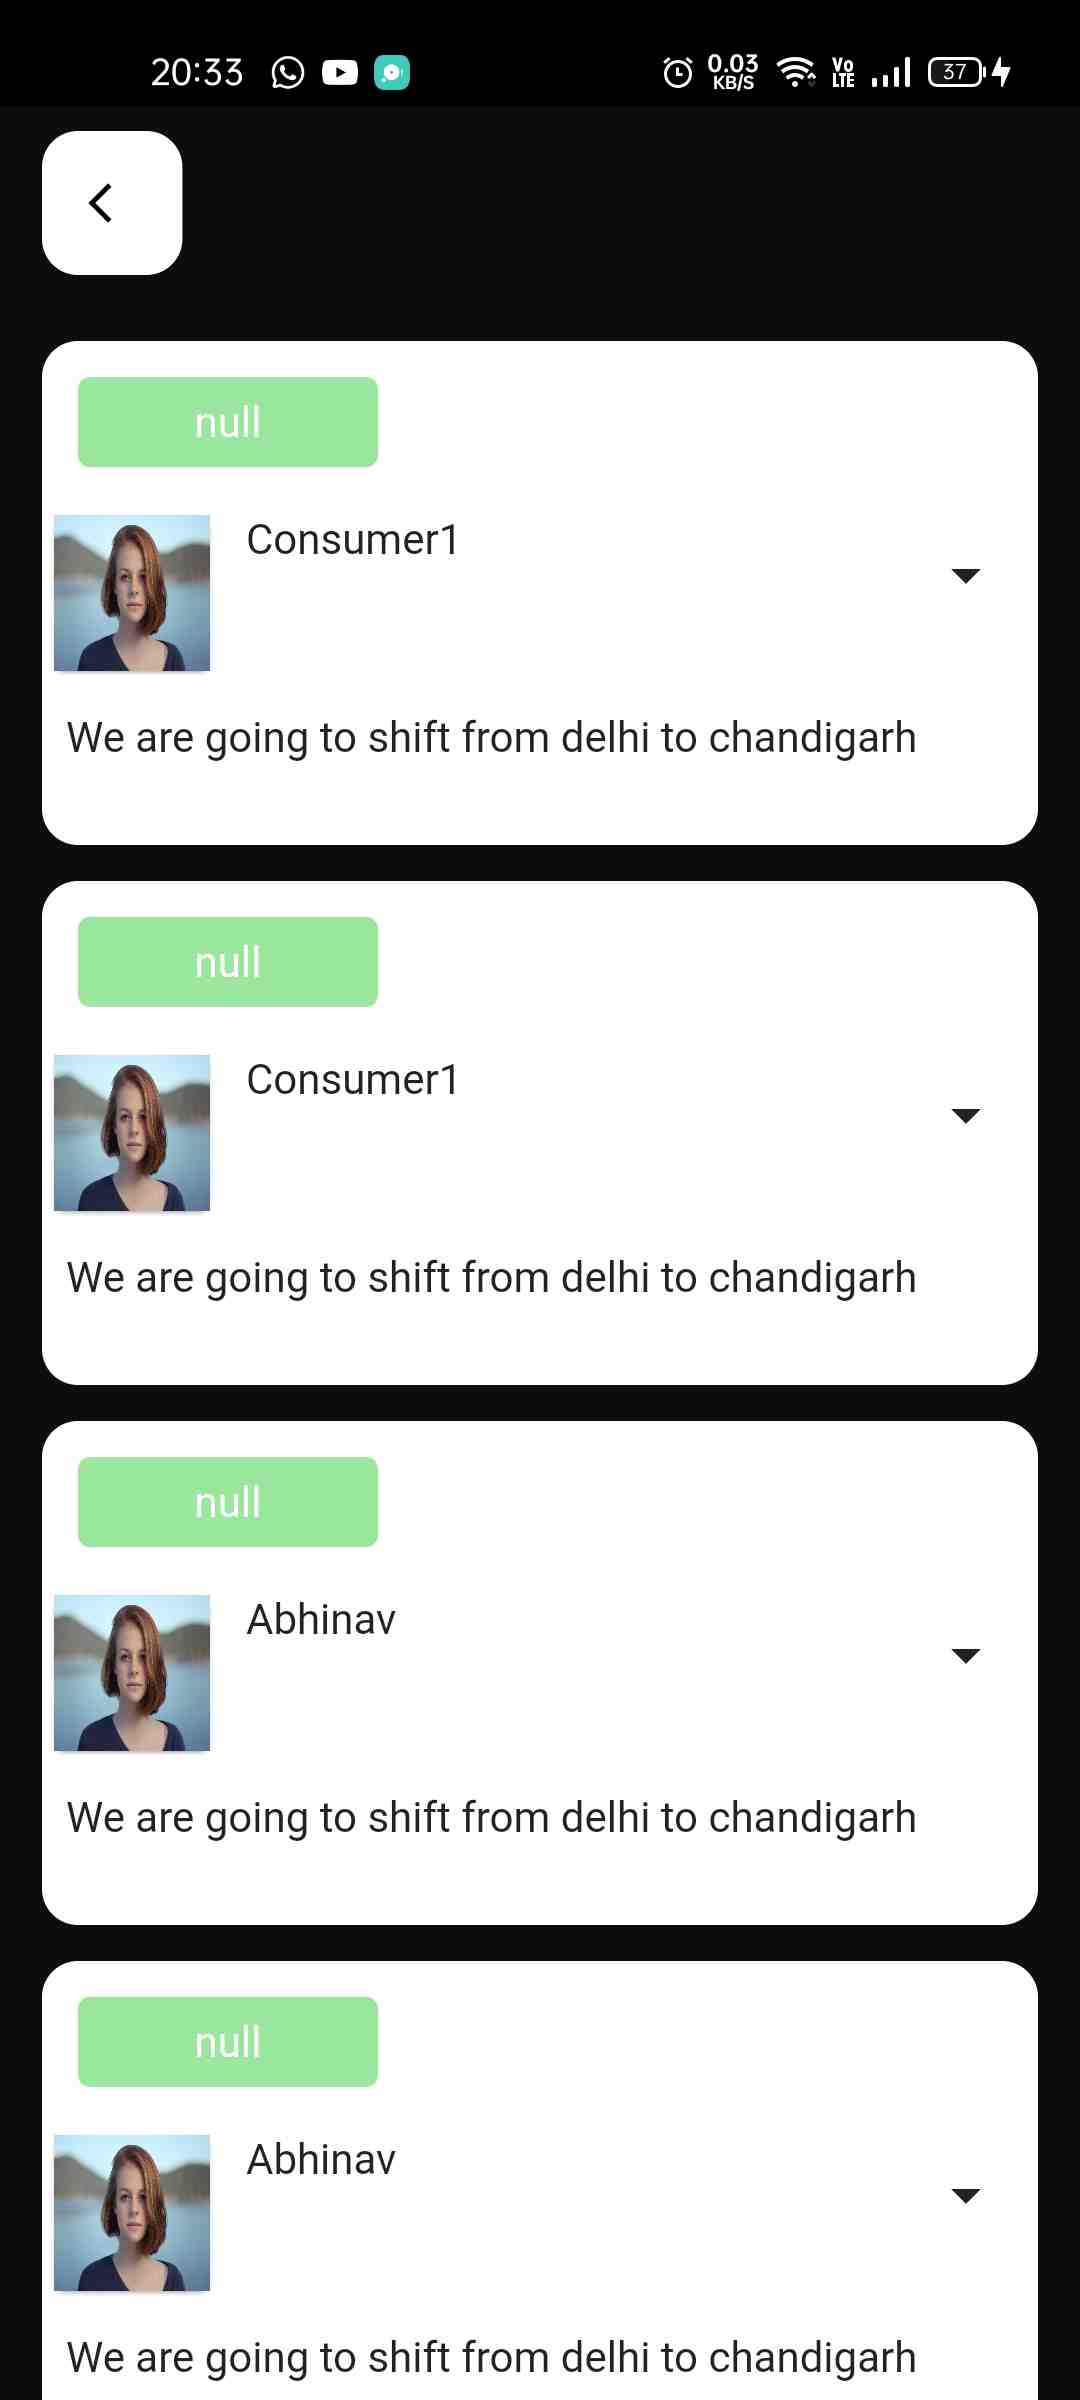 20:33
0.03
KB/S
Vo
LTE
37
null
Consumer1
We are going to shift from delhi to chandigarh
null
Consumer1
We are going to shift from delhi to chandigarh
null
Abhinav
We are going to shift from delhi to chandigarh
null
Abhinav
We are going to shift from delhi to chandigarh